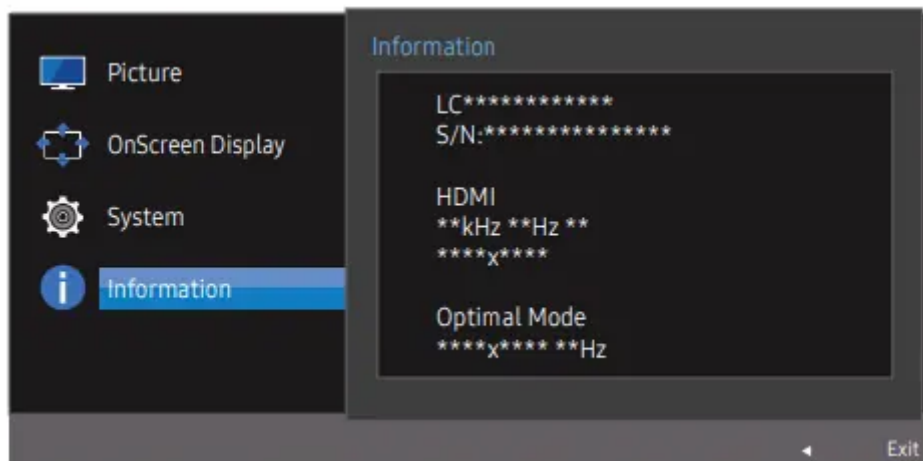 Picture
OnScreen Display
System
Information
Information
LC************
S/N:***************
HDMI
**kHz **Hz **
****x****
Optimal Mode
****x**** **Hz
Exit